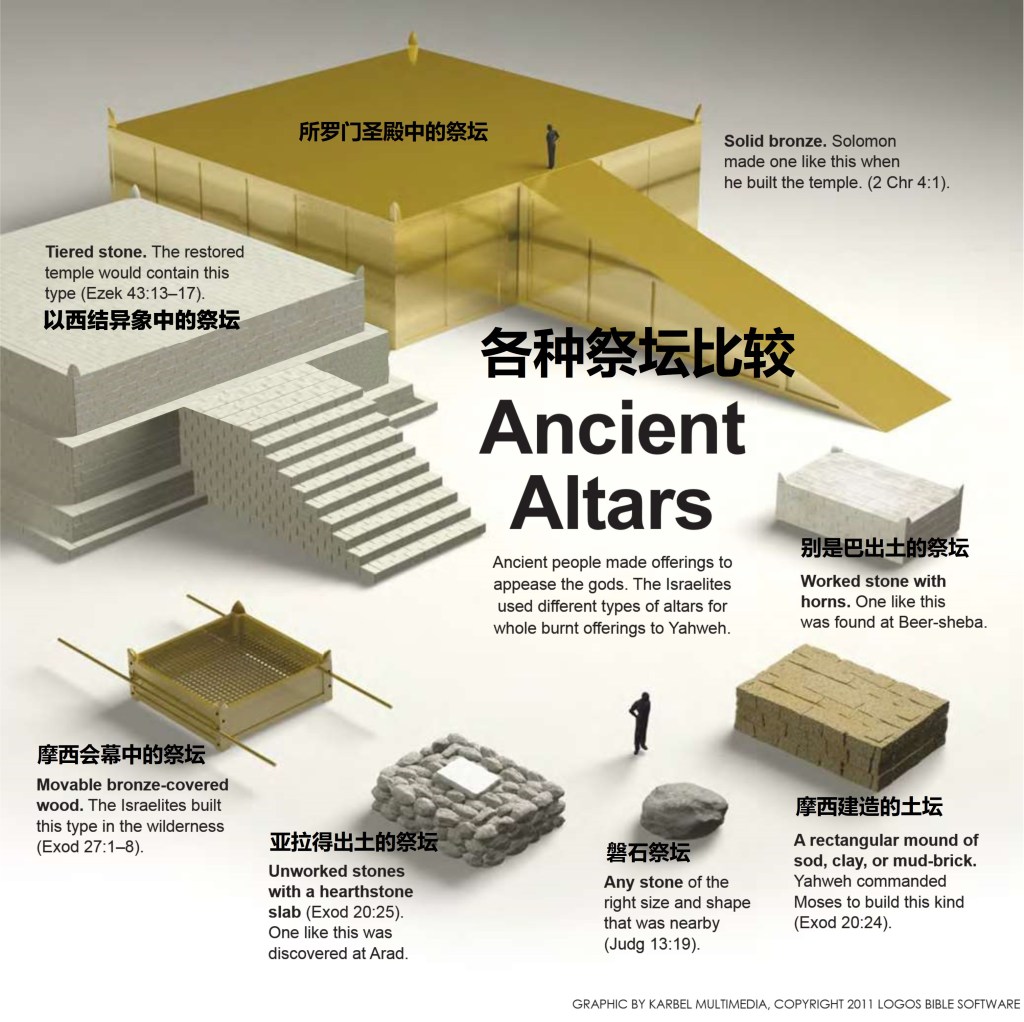 所罗门圣殿中的祭坛
Solid bronze. Solomon
made one like this when
he built the temple. (2 Chr 4:1).
Tiered stone. The restored
temple would contain this
type (Ezek 43:13–17).
以西结异象中的祭坛
各种祭坛比较
Ancient
Altars
Ancient people made offerings to
appease the gods. The Israelites
used different types of altars for
whole burnt offerings to Yahweh.
别是巴出土的祭坛
Worked stone with
horns. One like this
was found at Beer-sheba.
摩西会幕中的祭坛
Movable bronze-covered
wood. The Israelites built
this type in the wilderness
(Exod 27:1–8).
亚拉得出土的祭坛
Unworked stones
with a hearthstone
slab (Exod 20:25).
One like this was
discovered at Arad.
磐石祭坛
Any stone of the
right size and shape
that was nearby
(Judg 13:19).
摩西建造的土坛
A rectangular mound of
sod, clay, or mud-brick.
Yahweh commanded
Moses to build this kind
(Exod 20:24).
GRAPHIC BY KARBEL MULTIMEDIA, COPYRIGHT 2011 LOGOS BIBLE SOFTWARE